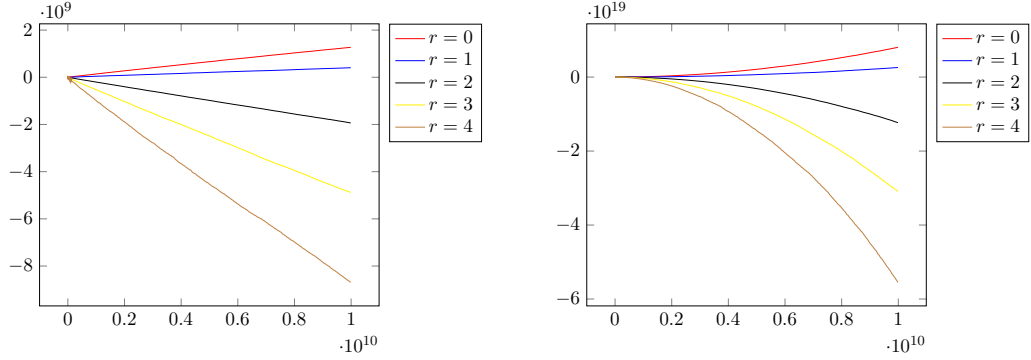 ·10^9
2
0
−2
−4
−6
−8
0 0.2 0.4 0.6 0.8 1
·10^10
r = 0
r = 1
r = 2
r = 3
r = 4
·10^19
0
−2
−4
−6
0 0.2 0.4 0.6 0.8 1
·10^10
r = 0
r = 1
r = 2
r = 3
r = 4